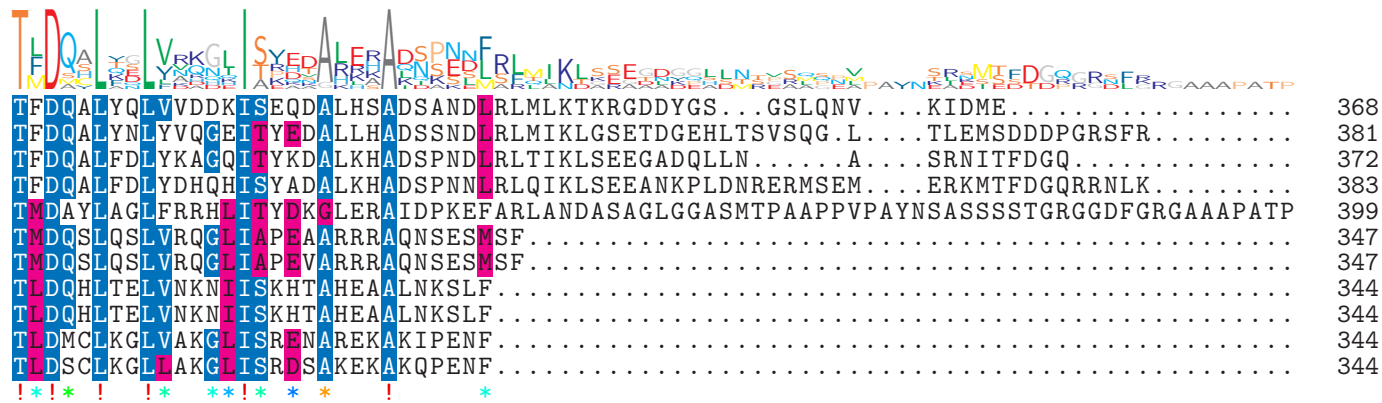 TFDQALYQLVVDDKISEQDALHSADSANDLRLMLKTKRGDDYGS...GSLQNV....KIDME.................. 368
TFDQALYNLYVQGEITYEDALLHADSSNDLRLMIKLGSETDGEHLTSVSQG.L....TLEMSDDDPGRSFR......... 381
TFDQALFDLYKAGQITYKDALKHADSPNDLRLTIKLSEEGADQLLN......A....SRNITFDGQ.............. 372
TFDQALFDLYDHQHISYADALKHADSPNNLRLQIKLSEEANKPLDNRERMSEM....ERKMTFDGQRRNLK......... 383
TMDAYLAGLFRRHLITYDKGLERAIDPKEFARLANDASAGLGGASMTPAAPPVPAYNSASSSSTGRGGDFGRGAAAPATP 399
TMDQSLQSLVRQGLIAPEAARRRAQNSESMSF................................................ 347
TMDQSLQSLVRQGLIAPEVARRRAQNSESMSF................................................ 347
TLDQHLTELVNKNIISKHTAHEAALNKSLF.................................................. 344
TLDQHLTELVNKNIISKHTAHEAALNKSLF.................................................. 344
TLDMCLKGLVAKGLISRENAREKAKIPENF.................................................. 344
TLDSCLKGLLAKGLISRDSAKEKAKQPENF.................................................. 344
!*!* !  !*  **!* * *   !     *